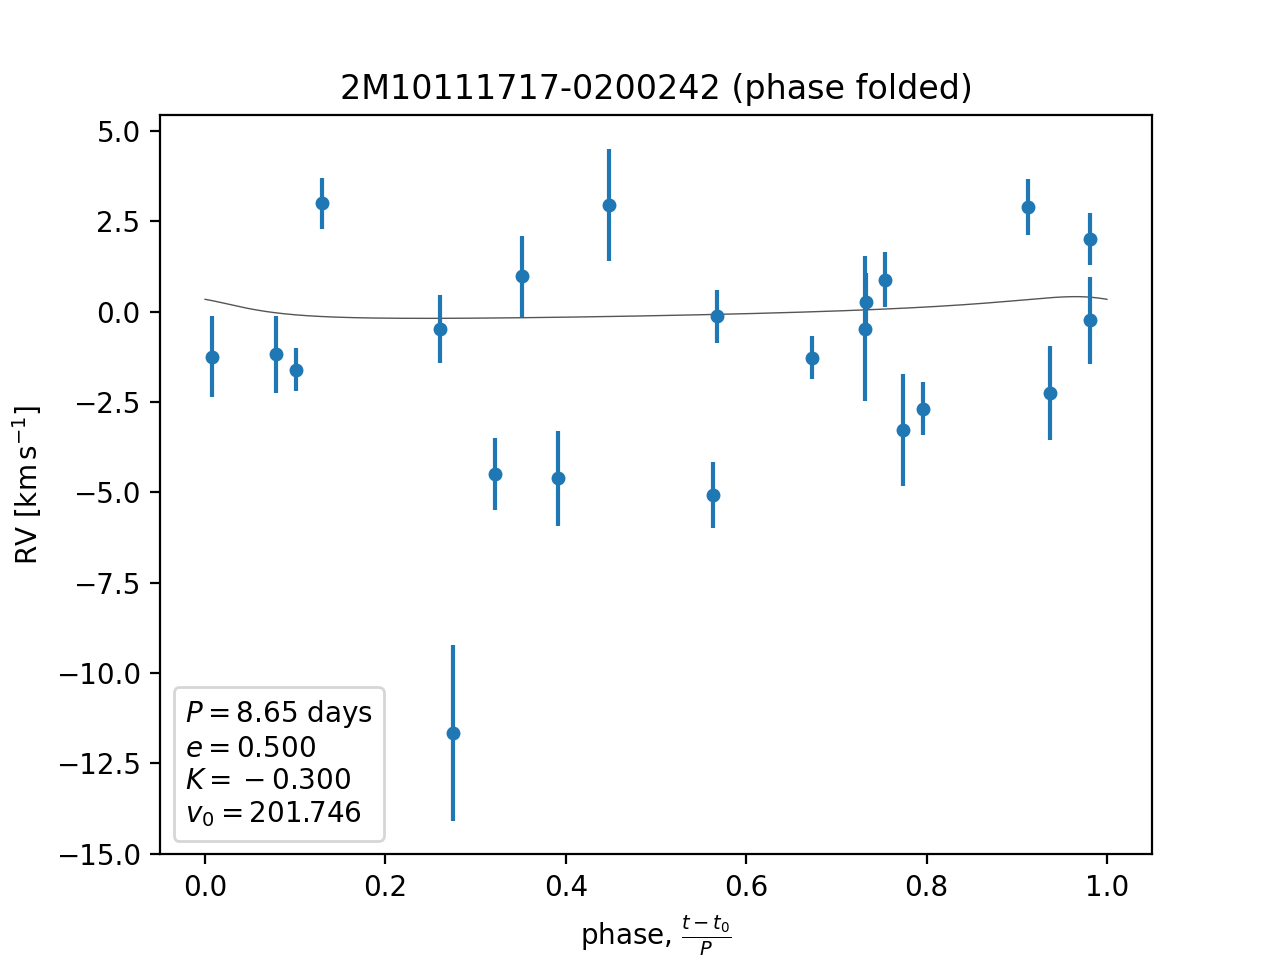 2M10111717-0200242 (phase folded)
5.0
2.5
0.0
−2.5
−5.0
−7.5
−10.0
−12.5
−15.0
RV [km s⁻¹]
P = 8.65 days
e = 0.500
K = − 0.300
v₀ = 201.746
0.0 0.2 0.4 0.6 0.8 1.0
phase, (t − t₀)/P